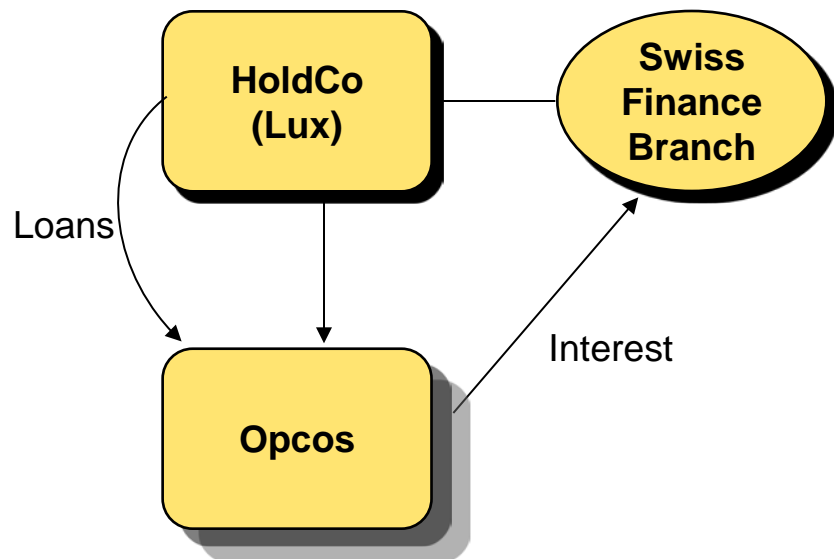 HoldCo
(Lux)
Swiss
Finance
Branch
Loans
Interest
Opcos